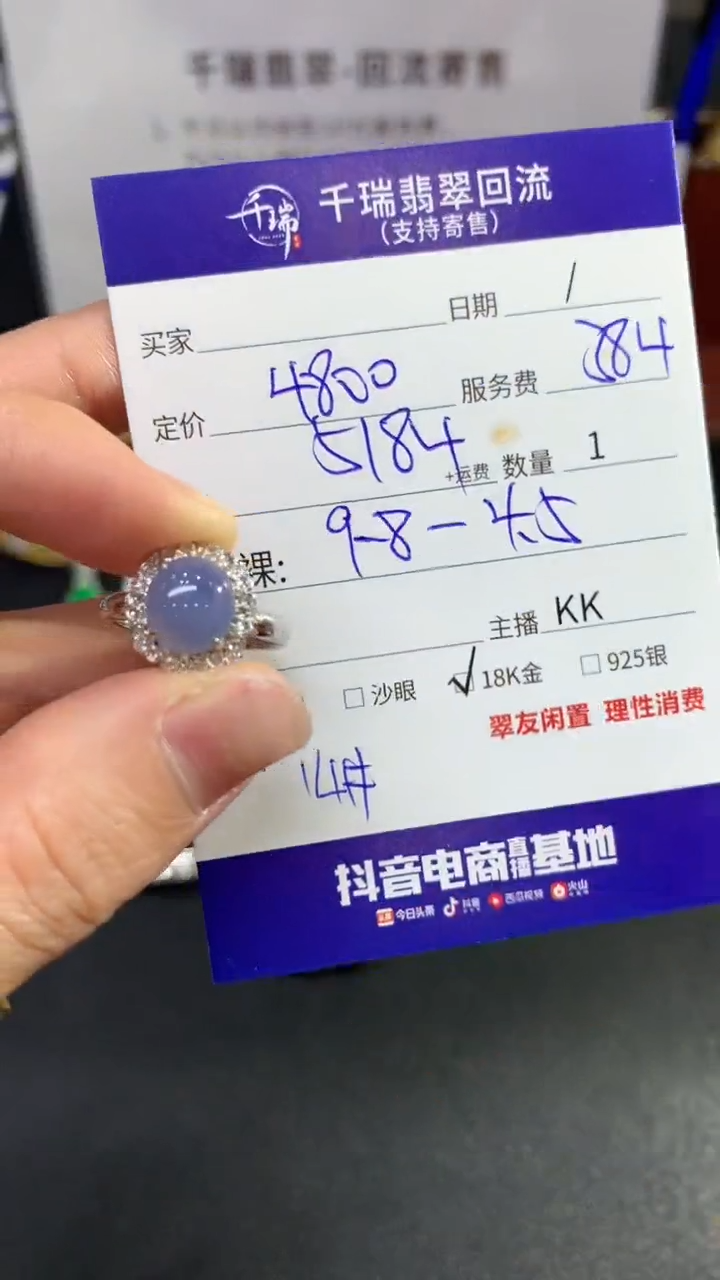 千瑞翡翠-回流寄售
千瑞
千瑞翡翠回流
(支持寄售)
买家 日期 /
定价 4800 服务费 384
5184 +运费 数量 1
裸: 9.8-4.5
主播 KK
沙眼 √ 18K金 925银
翠友闲置 理性消费
抖音电商直播基地
今日头条 抖音 西瓜视频 火山